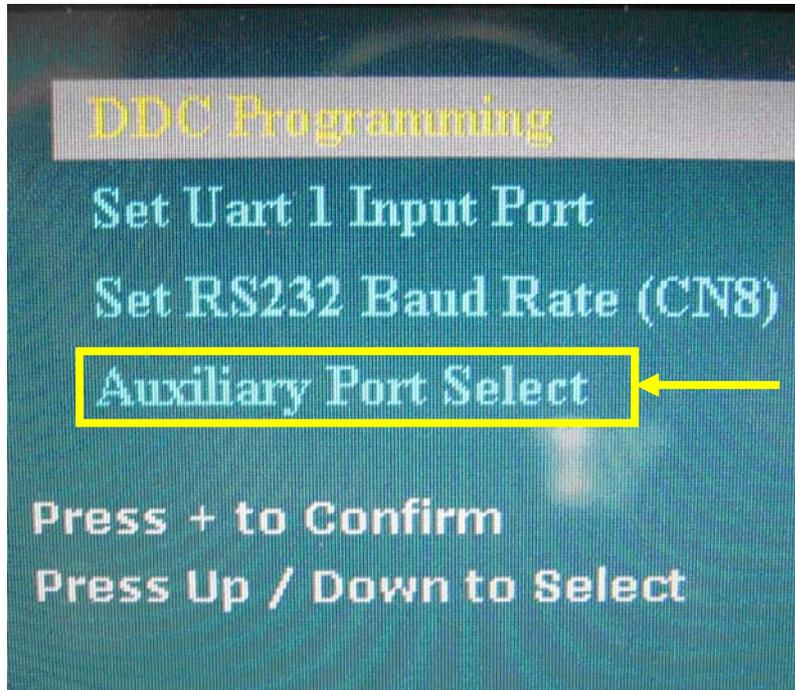 DDC Programming
Set Uart 1 Input Port
Set RS232 Baud Rate (CN8)
Auxiliary Port Select
Press + to Confirm
Press Up / Down to Select